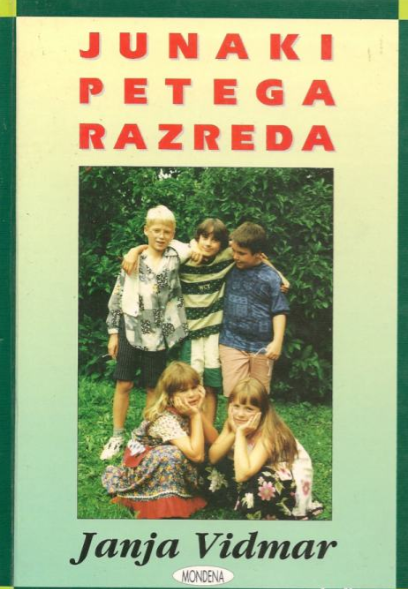 JUNAKI
PETEGA
RAZREDA
Janja Vidmar
MONDENA